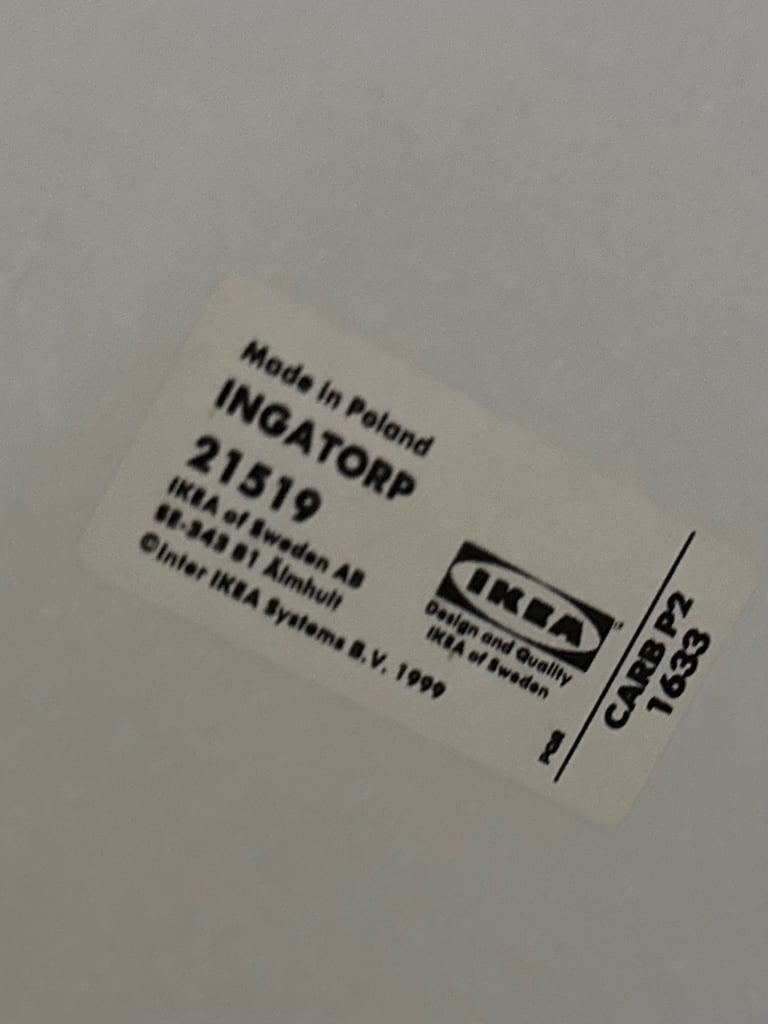 Made in Poland
INGATORP
21519
IKEA of Sweden AB
SE-343 81 Älmhult
©Inter IKEA Systems B.V. 1999
IKEA
Design and Quality
IKEA of Sweden
CARB P2
1633